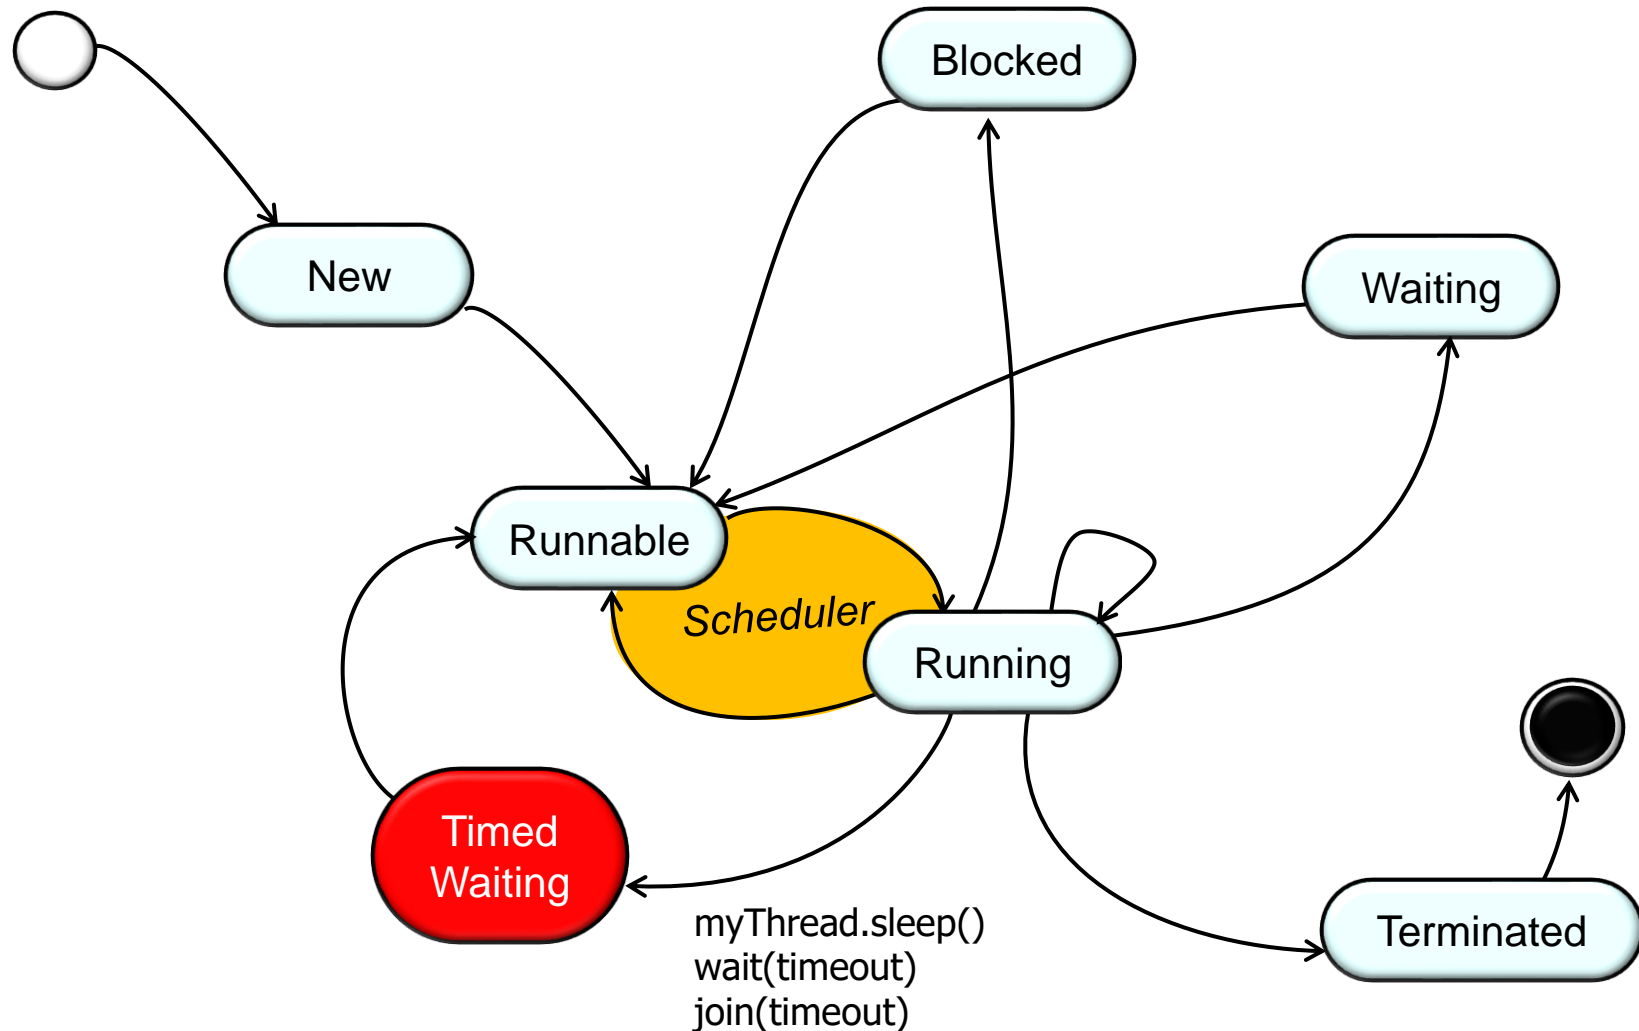 Blocked
New
Waiting
Runnable
Scheduler
Running
Timed
Waiting
Terminated
myThread.sleep()
wait(timeout)
join(timeout)